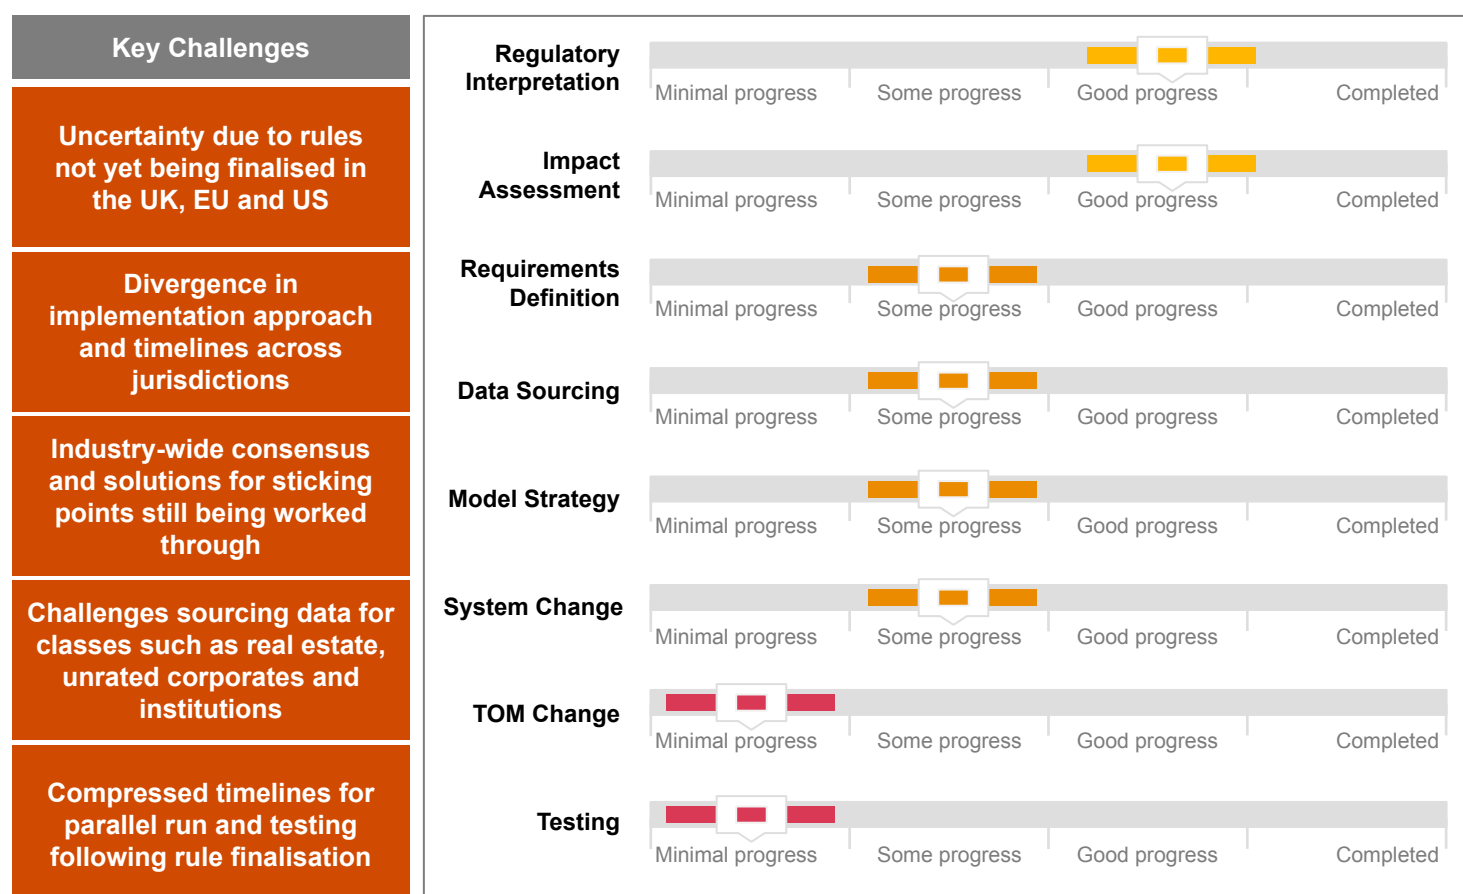 Key Challenges
Uncertainty due to rules
not yet being finalised in
the UK, EU and US
Divergence in
implementation approach
and timelines across
jurisdictions
Industry-wide consensus
and solutions for sticking
points still being worked
through
Challenges sourcing data for
classes such as real estate,
unrated corporates and
institutions
Compressed timelines for
parallel run and testing
following rule finalisation
Regulatory
Interpretation
Minimal progress Some progress Good progress Completed
Impact
Assessment
Minimal progress Some progress Good progress Completed
Requirements
Definition
Minimal progress Some progress Good progress Completed
Data Sourcing
Minimal progress Some progress Good progress Completed
Model Strategy
Minimal progress Some progress Good progress Completed
System Change
Minimal progress Some progress Good progress Completed
TOM Change
Minimal progress Some progress Good progress Completed
Testing
Minimal progress Some progress Good progress Completed